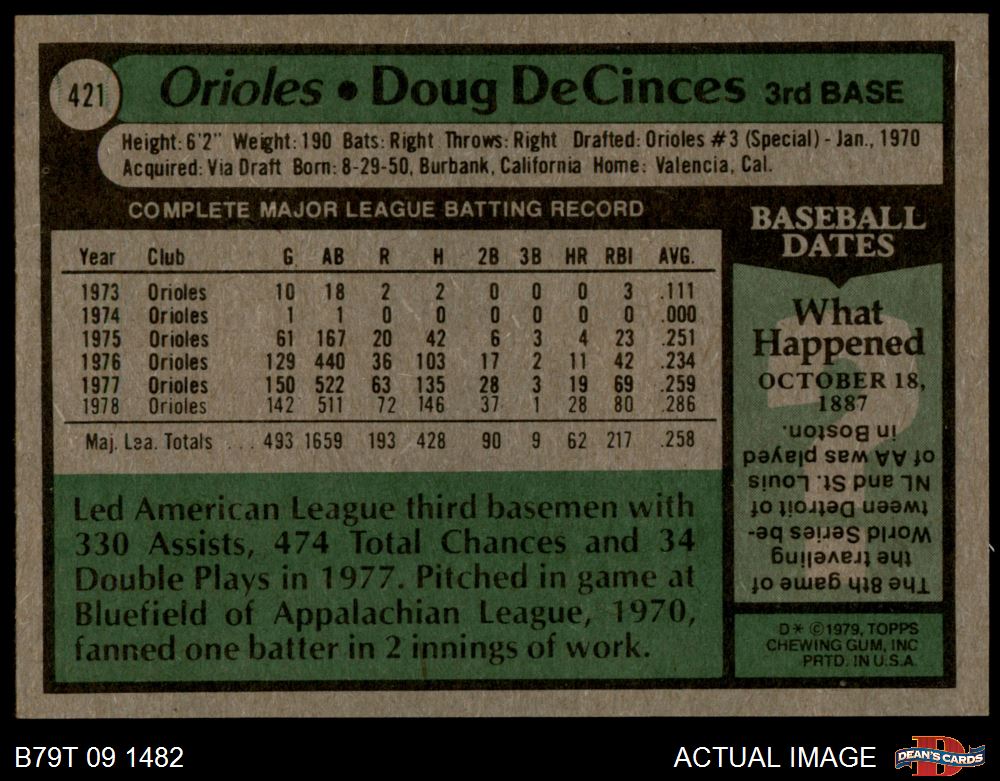 421
Orioles • Doug DeCinces 3rd BASE
Height: 6'2" Weight: 190 Bats: Right Throws: Right Drafted: Orioles #3 (Special) - Jan., 1970
Acquired: Via Draft Born: 8-29-50, Burbank, California Home: Valencia, Cal.
COMPLETE MAJOR LEAGUE BATTING RECORD
Year Club G AB R H 2B 3B HR RBI AVG.
1973 Orioles 10 18 2 2 0 0 0 3 .111
1974 Orioles 1 1 0 0 0 0 0 0 .000
1975 Orioles 61 167 20 42 6 3 4 23 .251
1976 Orioles 129 440 36 103 17 2 11 42 .234
1977 Orioles 150 522 63 135 28 3 19 69 .259
1978 Orioles 142 511 72 146 37 1 28 80 .286
Maj. Lea. Totals ... 493 1659 193 428 90 9 62 217 .258
Led American League third basemen with
330 Assists, 474 Total Chances and 34
Double Plays in 1977. Pitched in game at
Bluefield of Appalachian League, 1970,
fanned one batter in 2 innings of work.
BASEBALL
DATES
What
Happened
OCTOBER 18,
1887
The 8th game of
the traveling
World Series be-
tween Detroit of
NL and St. Louis
of AA was played
in Boston.
D* ©1979, TOPPS
CHEWING GUM, INC
PRTD. IN U.S.A.
B79T 09 1482
ACTUAL IMAGE
D
DEAN'S CARDS